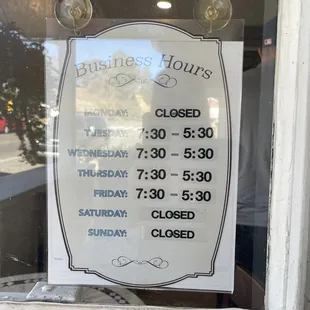 Business Hours
MONDAY: CLOSED
TUESDAY: 7:30 - 5:30
WEDNESDAY: 7:30 - 5:30
THURSDAY: 7:30 - 5:30
FRIDAY: 7:30 - 5:30
SATURDAY: CLOSED
SUNDAY: CLOSED